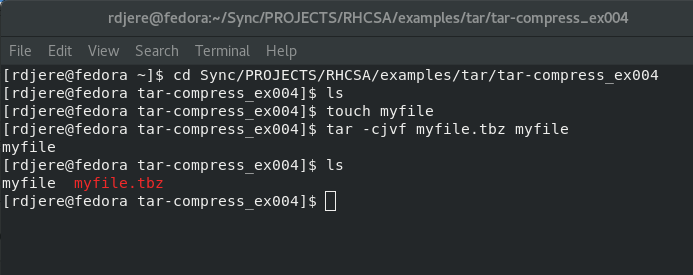 rdjere@fedora:~/Sync/PROJECTS/RHCSA/examples/tar/tar-compress_ex004
File Edit View Search Terminal Help
[rdjere@fedora ~]$ cd Sync/PROJECTS/RHCSA/examples/tar/tar-compress_ex004
[rdjere@fedora tar-compress_ex004]$ ls
[rdjere@fedora tar-compress_ex004]$ touch myfile
[rdjere@fedora tar-compress_ex004]$ tar -cjvf myfile.tbz myfile
myfile
[rdjere@fedora tar-compress_ex004]$ ls
myfile  myfile.tbz
[rdjere@fedora tar-compress_ex004]$